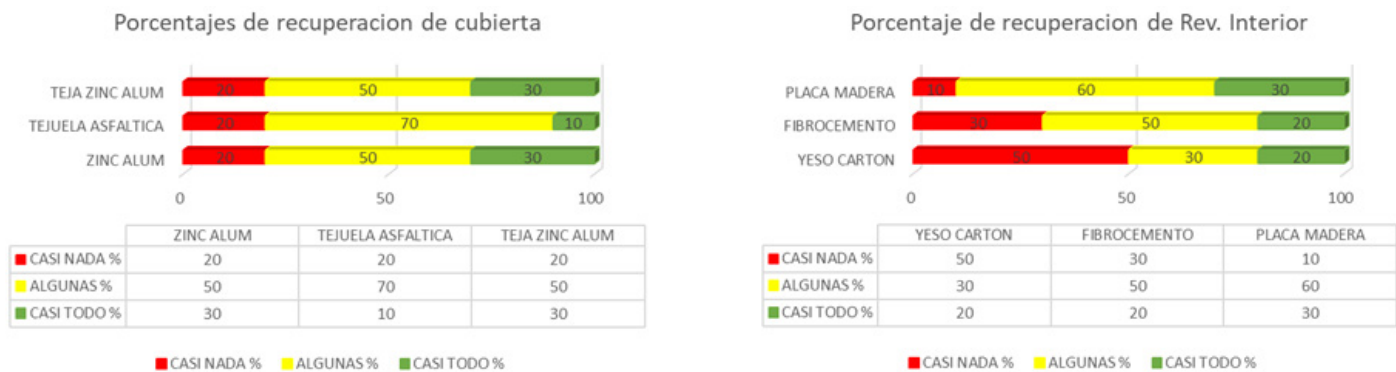 Porcentajes de recuperacion de cubierta
TEJA ZINC ALUM 20 50 30
TEJUELA ASFALTICA 20 70 10
ZINC ALUM 20 50 30
0 50 100
ZINC ALUM TEJUELA ASFALTICA TEJA ZINC ALUM
CASI NADA % 20 20 20
ALGUNAS % 50 70 50
CASI TODO % 30 10 30
CASI NADA % ALGUNAS % CASI TODO %
Porcentaje de recuperacion de Rev. Interior
PLACA MADERA 10 60 30
FIBROCEMENTO 30 50 20
YESO CARTON 50 30 20
0 50 100
YESO CARTON FIBROCEMENTO PLACA MADERA
CASI NADA % 50 30 10
ALGUNAS % 30 50 60
CASI TODO % 20 20 30
CASI NADA % ALGUNAS % CASI TODO %